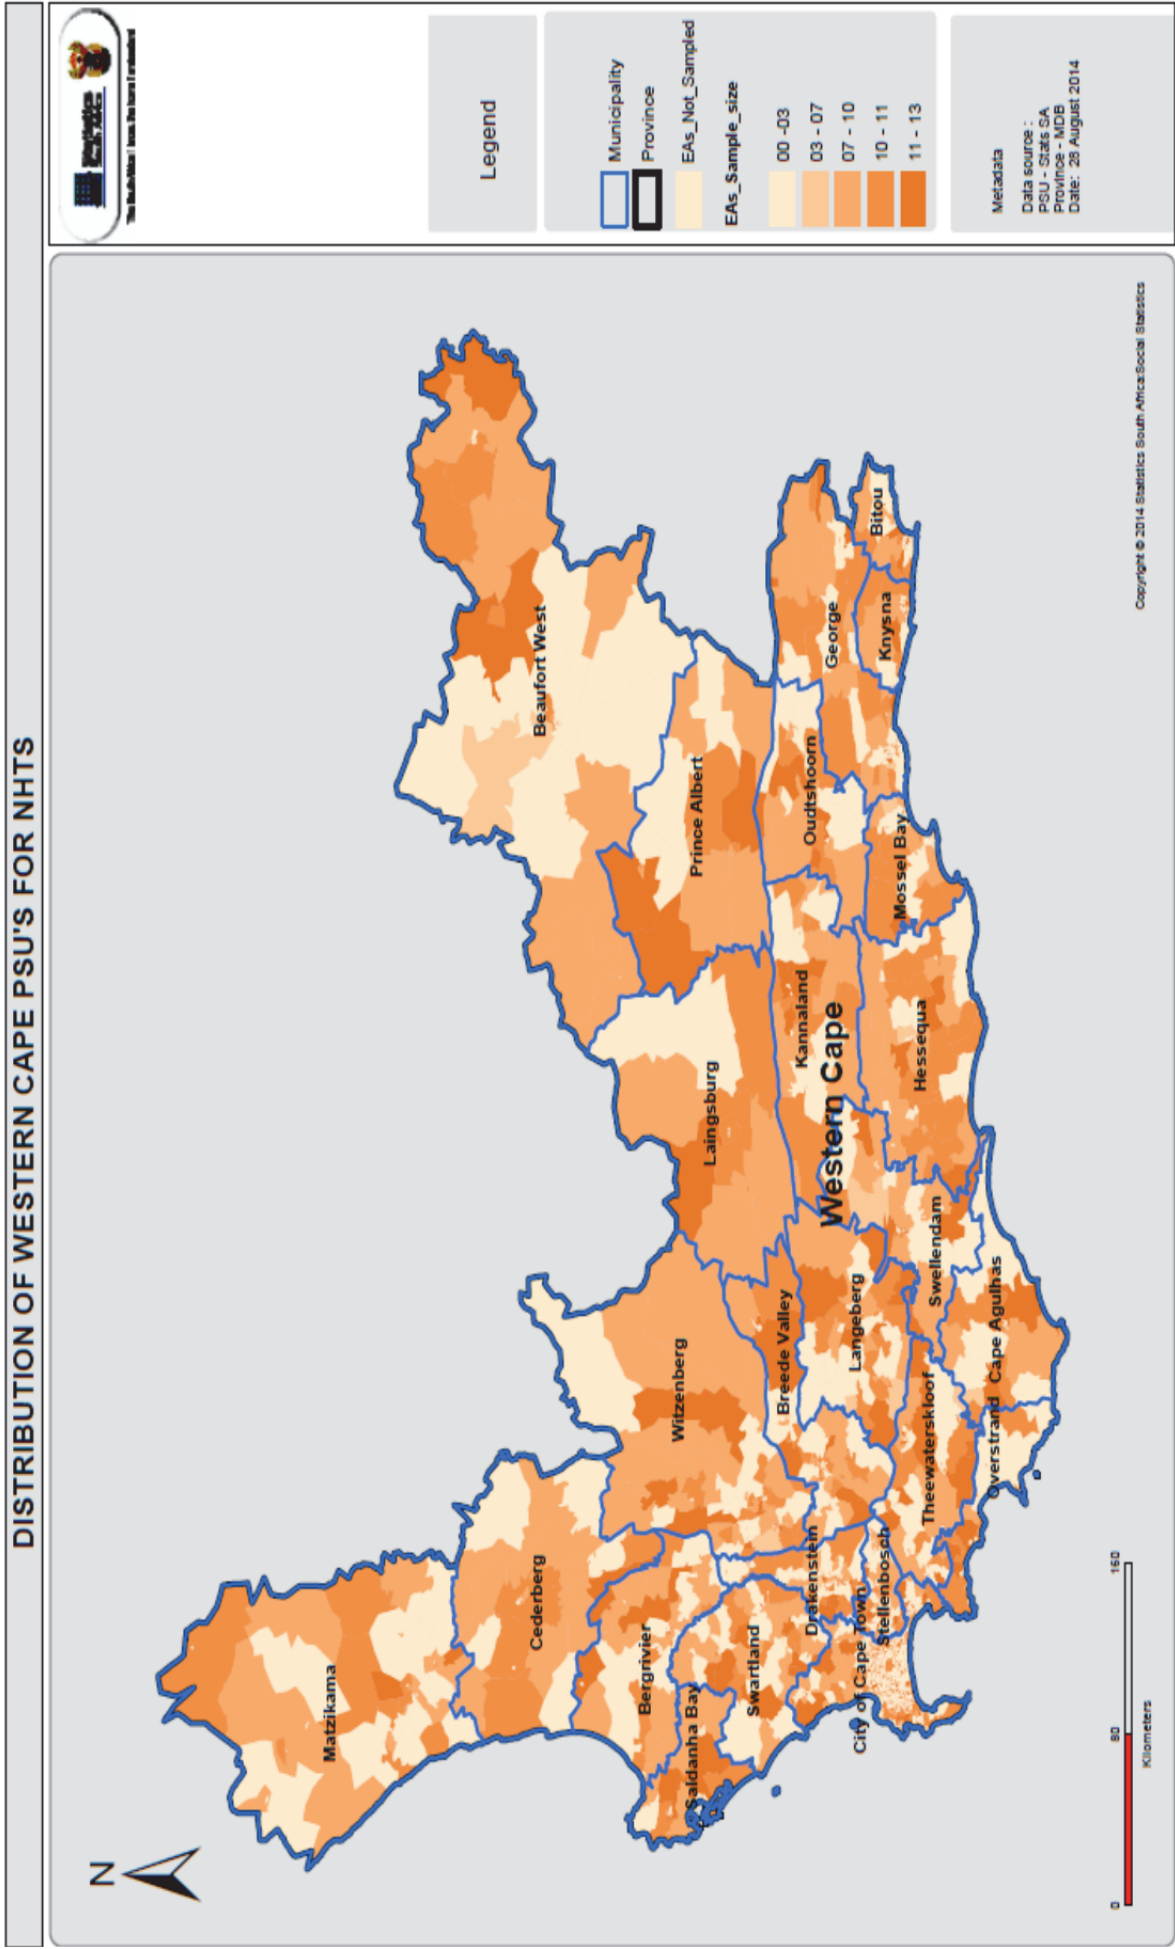 DISTRIBUTION OF WESTERN CAPE PSU'S FOR NHTS
N
Matzikama
Cederberg
Bergrivier
Saldanha Bay
Swartland
Witzenberg
Drakenstein
City of Cape Town
Stellenbosch
Breede Valley
Langeberg
Theewaterskloof
Overstrand
Cape Agulhas
Swellendam
Laingsburg
Western Cape
Kannaland
Hessequa
Prince Albert
Beaufort West
Oudtshoorn
Mossel Bay
George
Knysna
Bitou
0 80 160
Kilometers
Copyright © 2014 Statistics South Africa:Social Statistics
Legend
Municipality
Province
EAs_Not_Sampled
EAs_Sample_size
00 -03
03 - 07
07 - 10
10 - 11
11 - 13
Metadata
Data source :
PSU - Stats SA
Province - MDB
Date: 28 August 2014